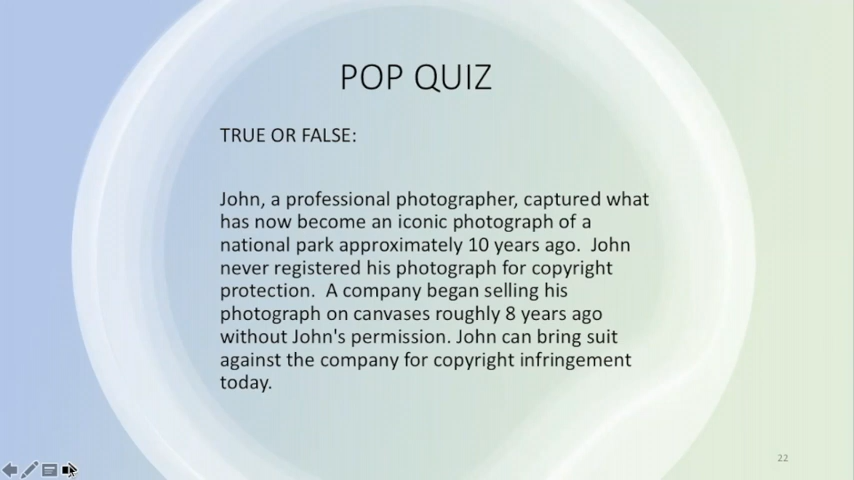 POP QUIZ
TRUE OR FALSE:
John, a professional photographer, captured what
has now become an iconic photograph of a
national park approximately 10 years ago.  John
never registered his photograph for copyright
protection.  A company began selling his
photograph on canvases roughly 8 years ago
without John's permission. John can bring suit
against the company for copyright infringement
today.
22